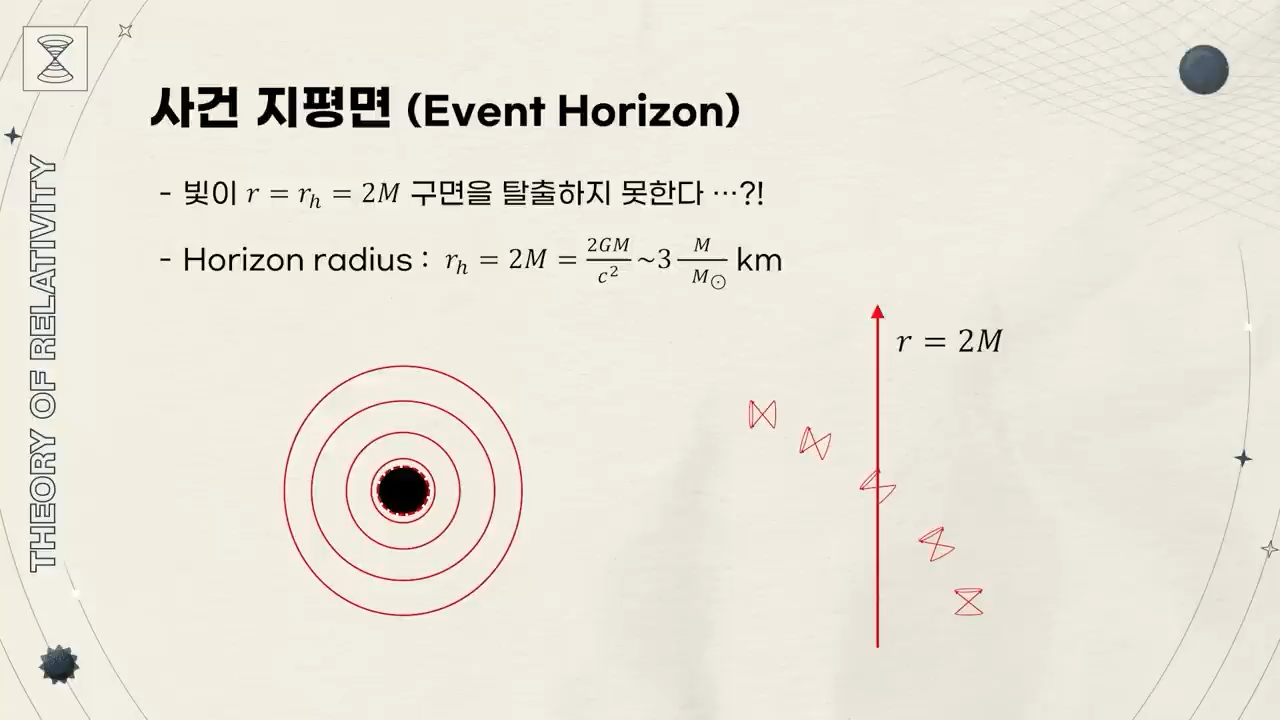 사건 지평면 (Event Horizon)
- 빛이 r = r_h = 2M 구면을 탈출하지 못한다 …?!
- Horizon radius : r_h = 2M = 2GM/c² ~3 M/M_⊙ km
r = 2M
THEORY OF RELATIVITY